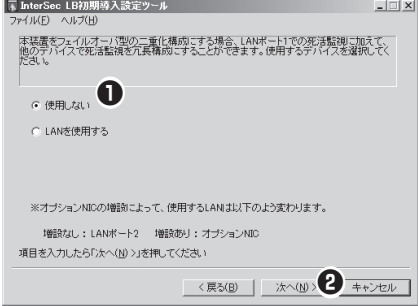 InterSec LB初期導入設定ツール
ファイル(F) ヘルプ(H)
本装置をフェイルオーバ型の二重化構成にする場合、LANポート1での死活監視に加えて、
他のデバイスで死活監視を冗長構成にすることができます。使用するデバイスを選択してく
ださい。
使用しない
❶
LANを使用する
※オプションNICの増設によって、使用するLANは以下のよう変わります。
増設なし：LANポート2 増設あり：オプションNIC
項目を入力したら「次へ(N) >」を押してください
< 戻る(B) 次へ(N) > ❷ キャンセル